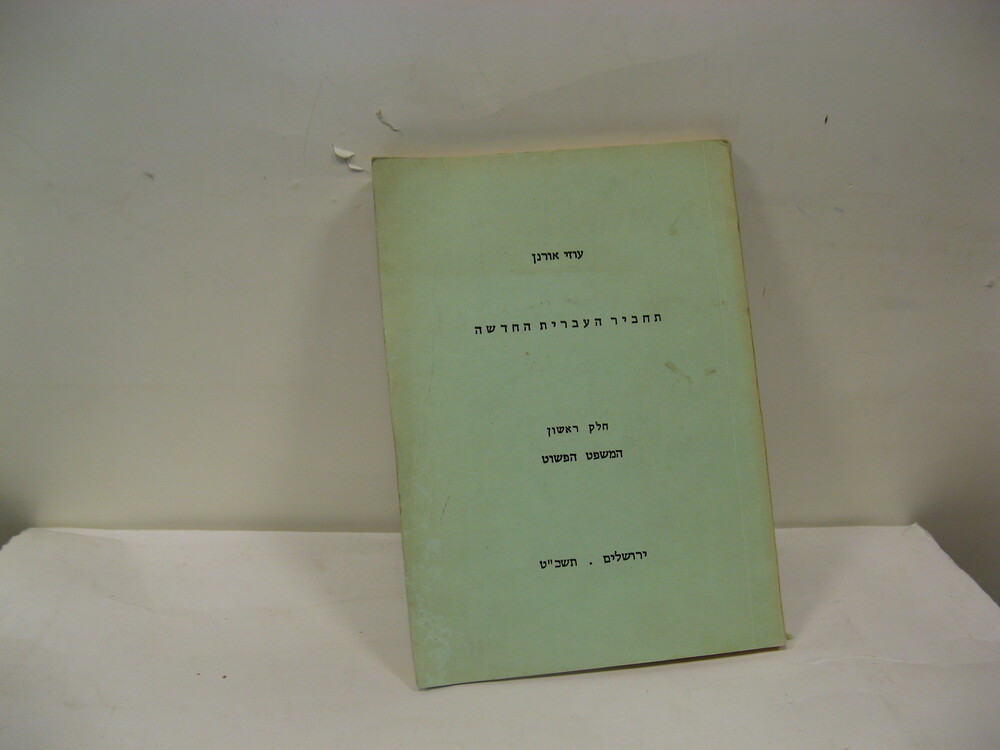 עוזי אורנן
תחביר העברית החדשה
חלק ראשון
המשפט הפשוט
ירושלים . תשכ"ט